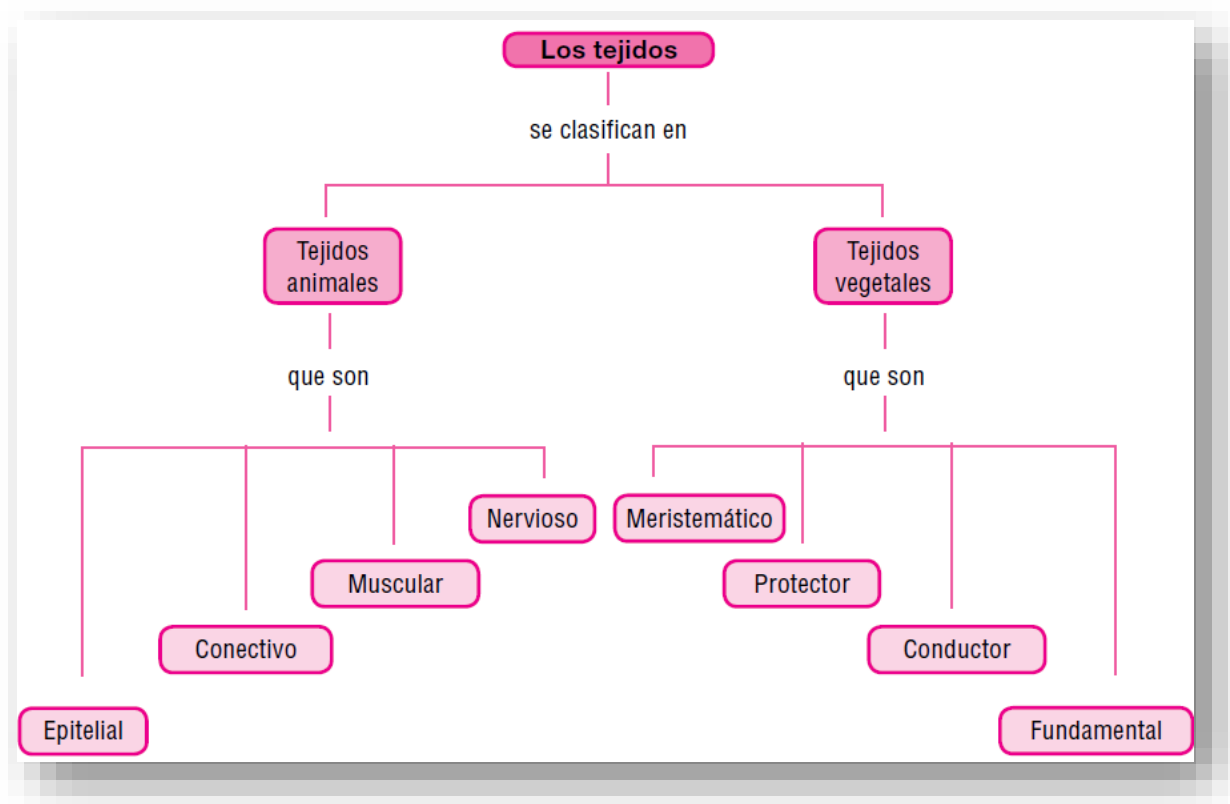 Los tejidos
se clasifican en
Tejidos
animales
Tejidos
vegetales
que son
que son
Nervioso
Meristemático
Muscular
Protector
Conectivo
Conductor
Epitelial
Fundamental